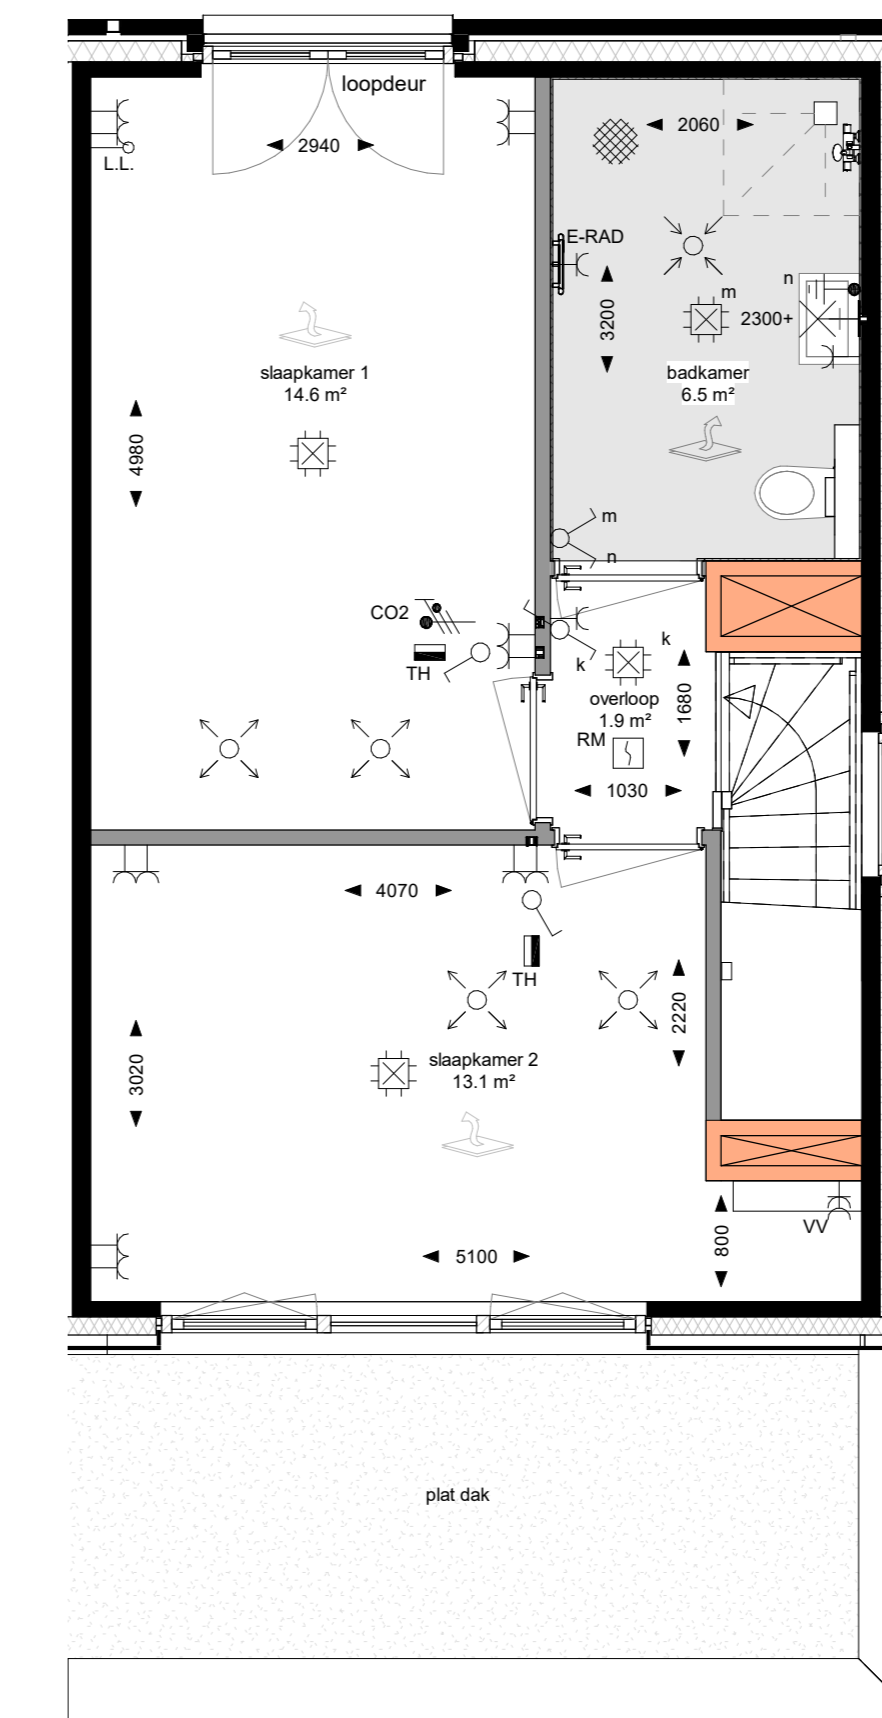 loopdeur
2940
2060
L.L.
E-RAD
n
m
3200
2300+
slaapkamer 1
14.6 m²
badkamer
6.5 m²
4980
m
n
CO2
k
k
TH
overloop
1.9 m²
1680
RM
1030
4070
TH
2220
slaapkamer 2
13.1 m²
3020
VV
800
5100
plat dak